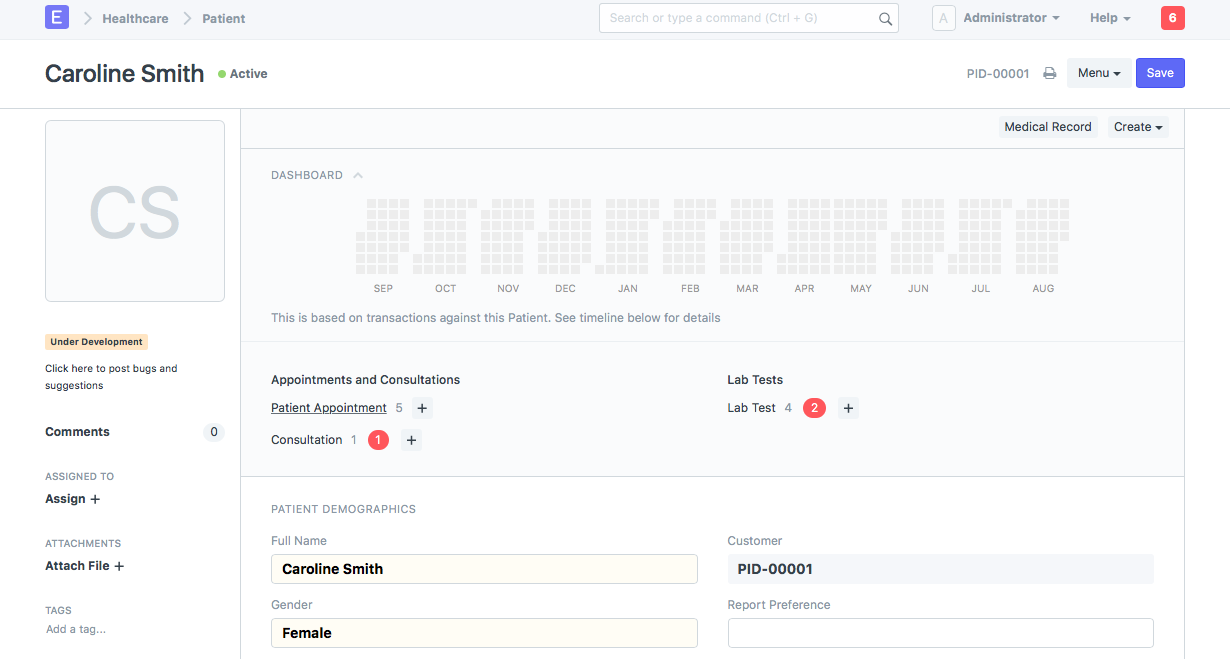 E Healthcare Patient Search or type a command (Ctrl + G) A Administrator Help 6
Caroline Smith Active PID-00001 Menu Save
Medical Record Create
CS
DASHBOARD
SEP OCT NOV DEC JAN FEB MAR APR MAY JUN JUL AUG
This is based on transactions against this Patient. See timeline below for details
Under Development
Click here to post bugs and
suggestions
Comments 0
ASSIGNED TO
Assign +
ATTACHMENTS
Attach File +
TAGS
Add a tag...
Appointments and Consultations
Patient Appointment 5 +
Consultation 1 1 +
Lab Tests
Lab Test 4 2 +
PATIENT DEMOGRAPHICS
Full Name
Caroline Smith
Customer
PID-00001
Gender
Female
Report Preference